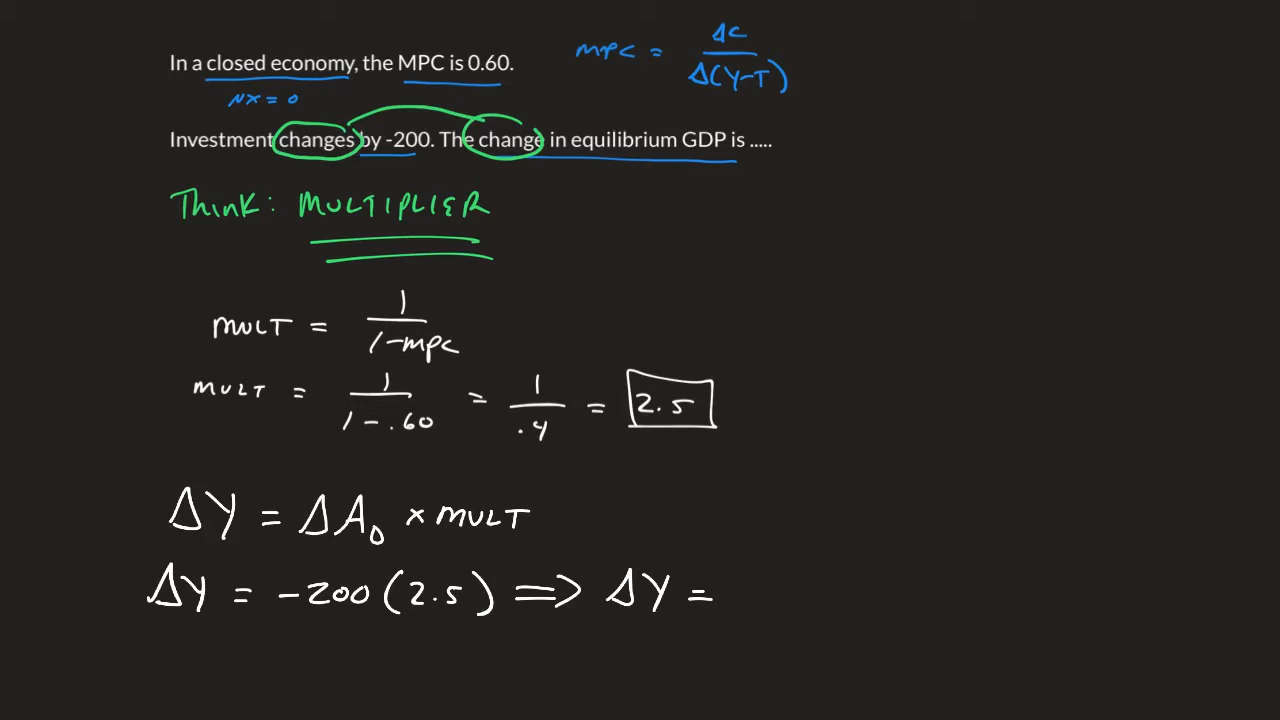 In a closed economy, the MPC is 0.60. mpc = ΔC / Δ(Y-T)
NX = 0
Investment changes by -200. The change in equilibrium GDP is .....
Think: MULTIPLIER
MULT = 1 / 1-mpc
MULT = 1 / 1-.60 = 1 / .4 = 2.5
ΔY = ΔA₀ × MULT
ΔY = -200 (2.5) ⟹ ΔY =